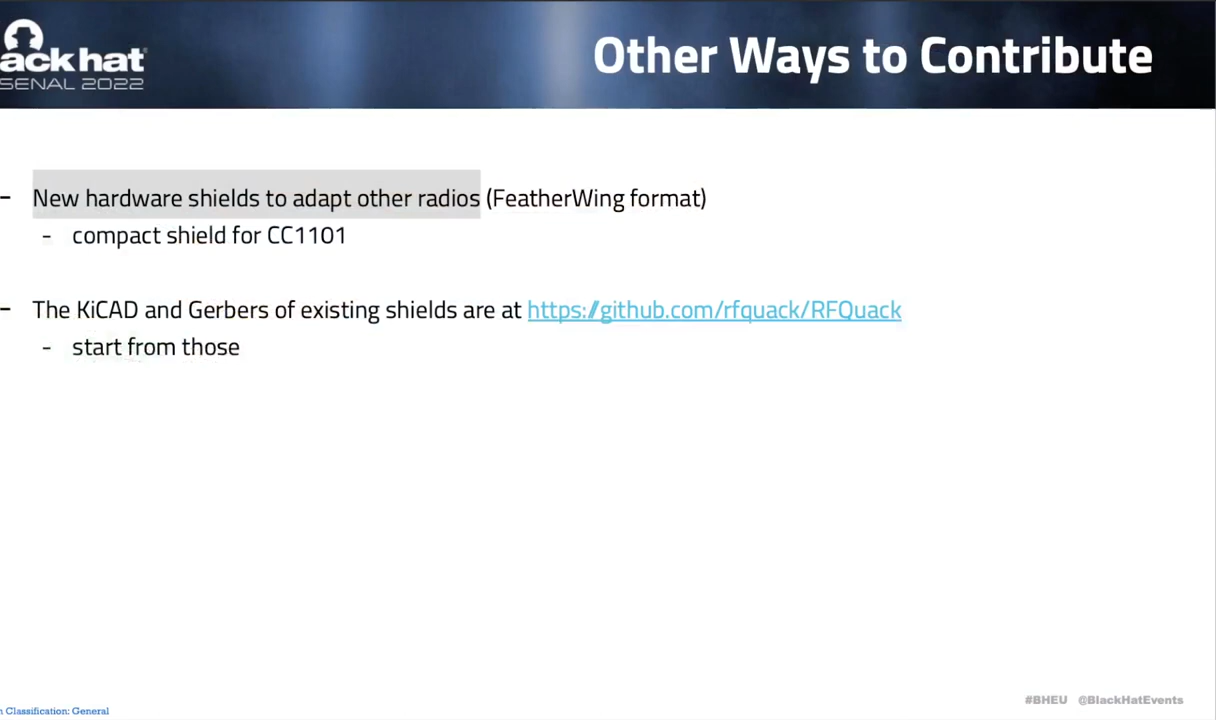 ack hat
SENAL 2022
Other Ways to Contribute
- New hardware shields to adapt other radios (FeatherWing format)
- compact shield for CC1101
- The KiCAD and Gerbers of existing shields are at https://github.com/rfquack/RFQuack
- start from those
#BHEU @BlackHatEvents
n Classification: General